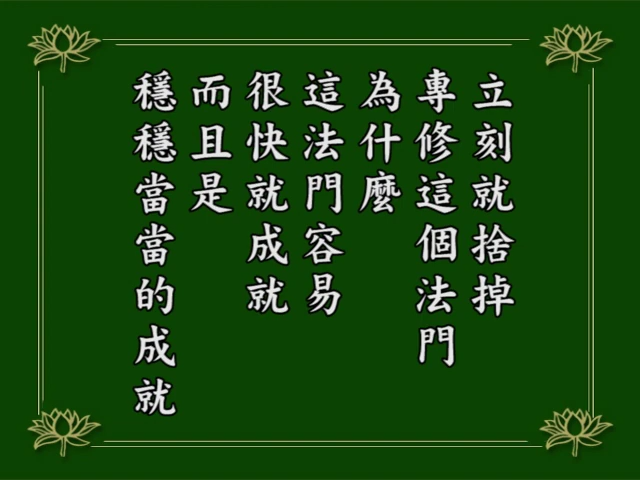 立刻就捨掉
專修這個法門
為什麼
這法門容易
很快就成就
而且是
穩穩當當的成就